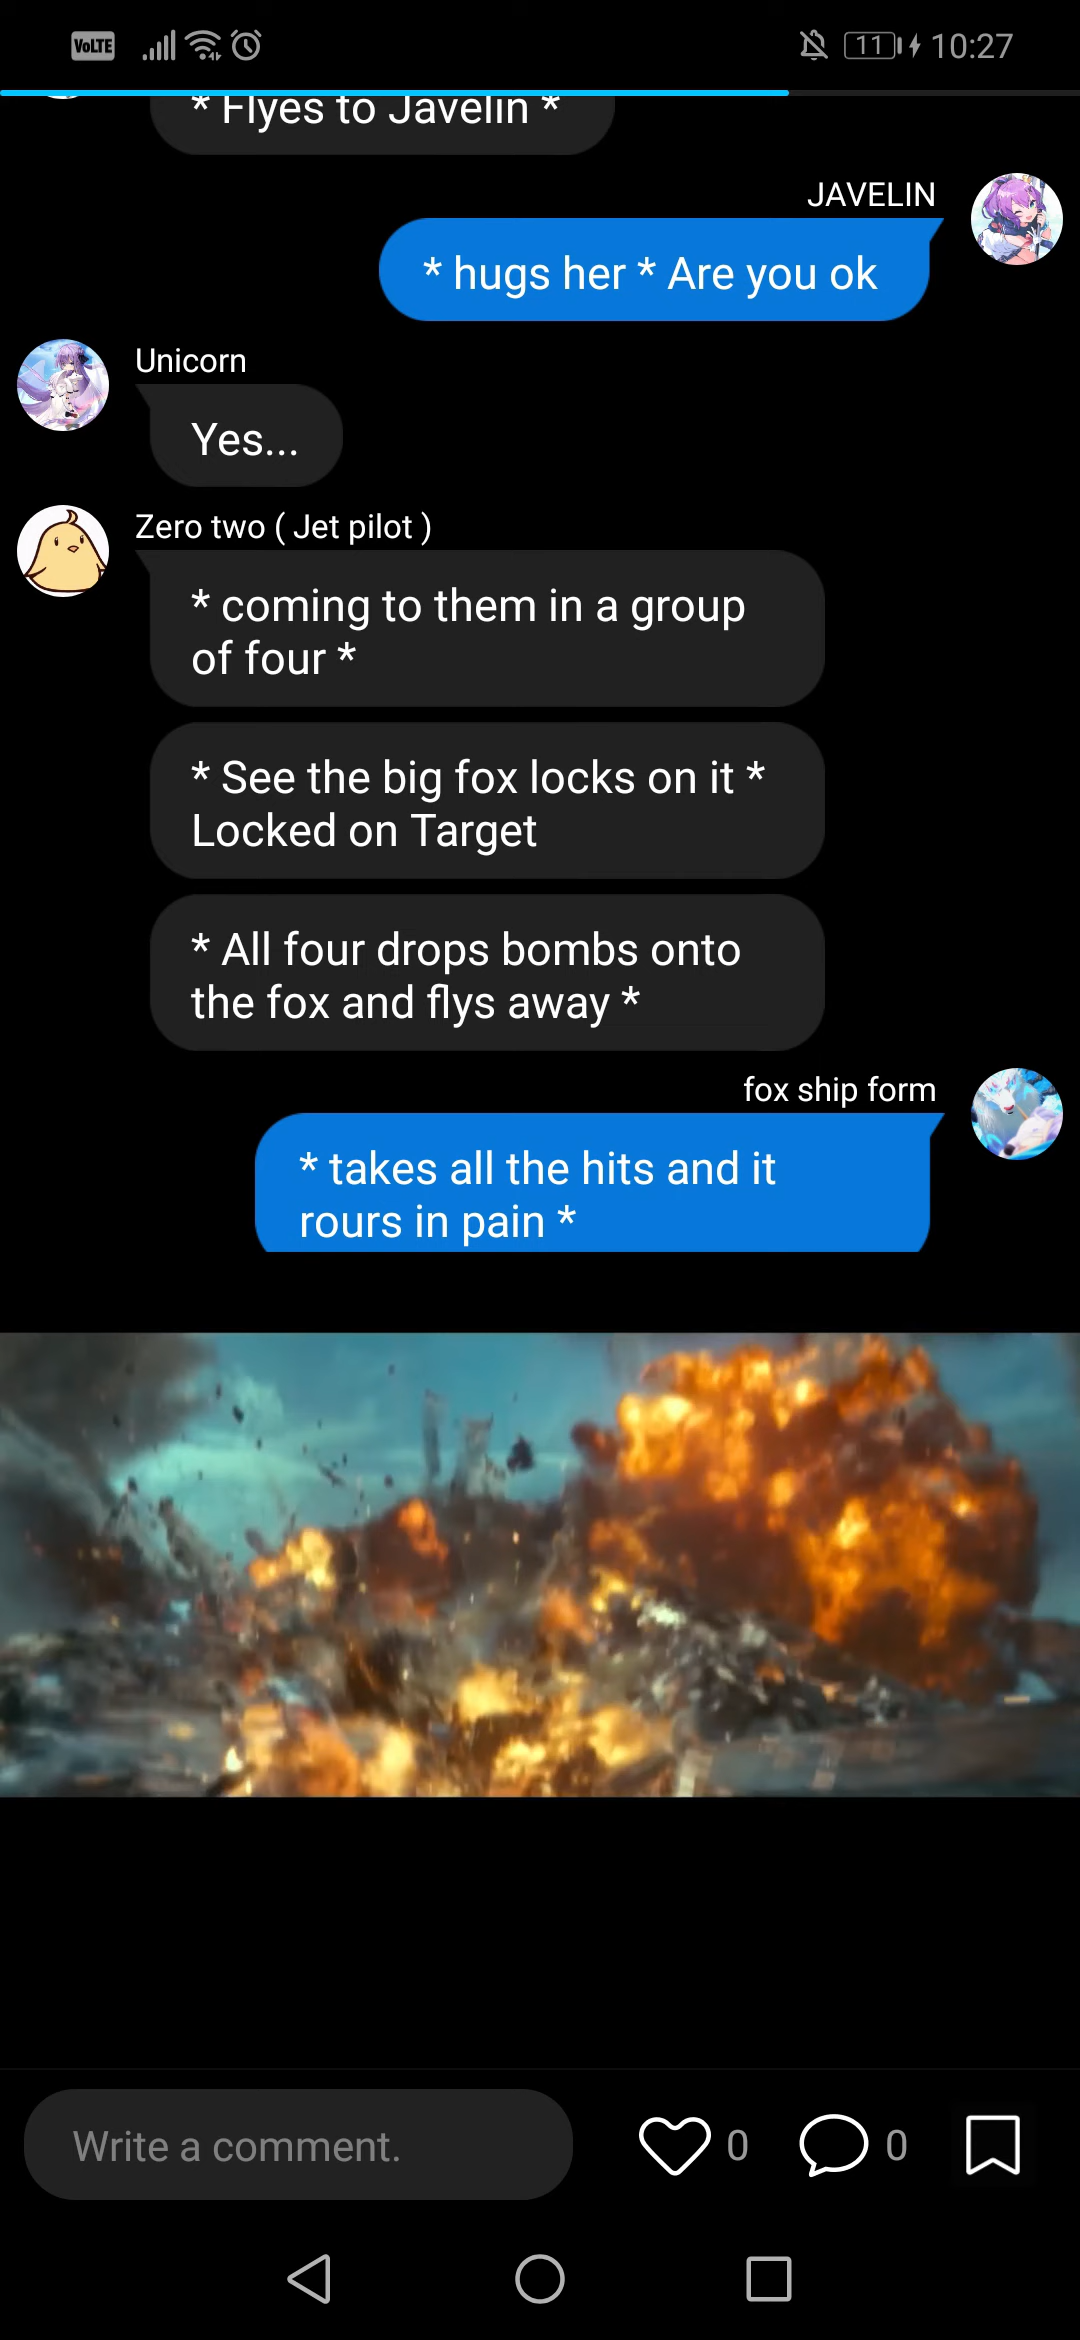 VoLTE
11 10:27
* Flyes to Javelin *
JAVELIN
* hugs her * Are you ok
Unicorn
Yes...
Zero two ( Jet pilot )
* coming to them in a group
of four *
* See the big fox locks on it *
Locked on Target
* All four drops bombs onto
the fox and flys away *
fox ship form
* takes all the hits and it
rours in pain *
Write a comment.
0
0